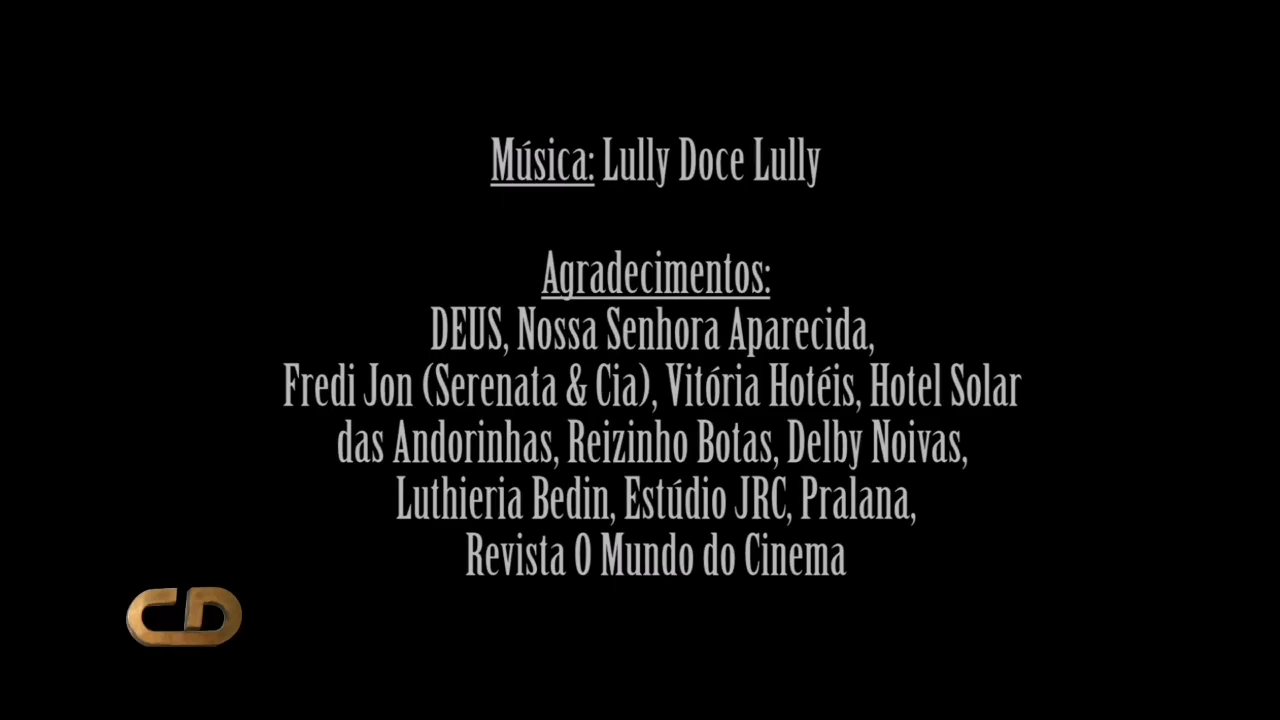 Música: Lully Doce Lully
Agradecimentos:
DEUS, Nossa Senhora Aparecida,
Fredi Jon (Serenata & Cia), Vitória Hotéis, Hotel Solar
das Andorinhas, Reizinho Botas, Delby Noivas,
Luthieria Bedin, Estúdio JRC, Pralana,
Revista O Mundo do Cinema
CD